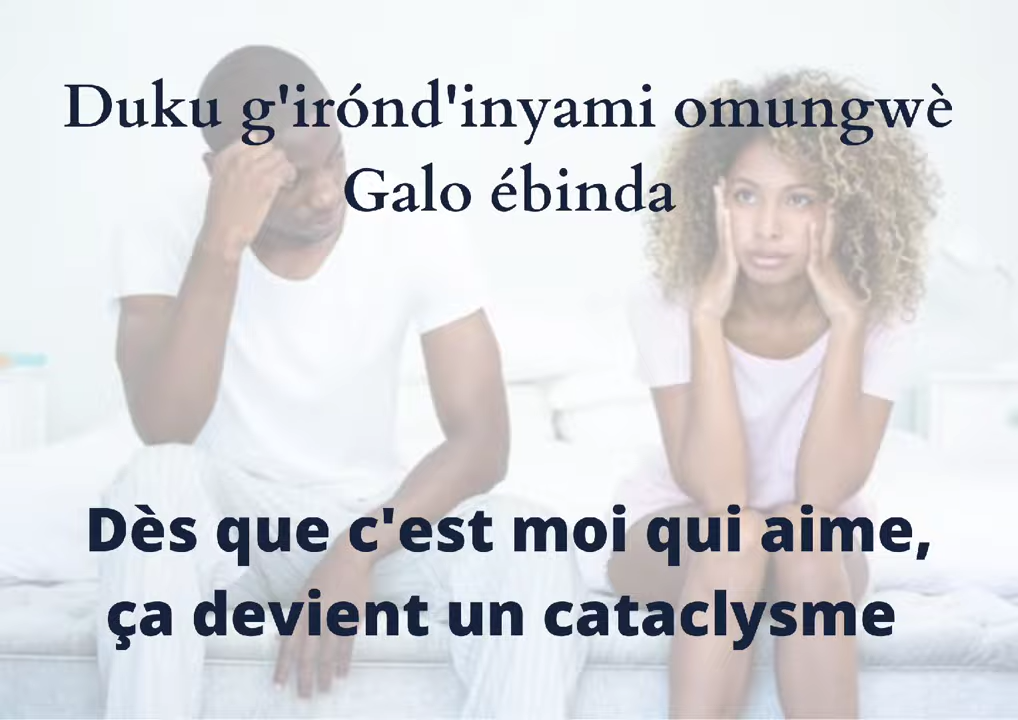 Duku g'irónd'inyami omungwè
Galo ébinda
Dès que c'est moi qui aime,
ça devient un cataclysme